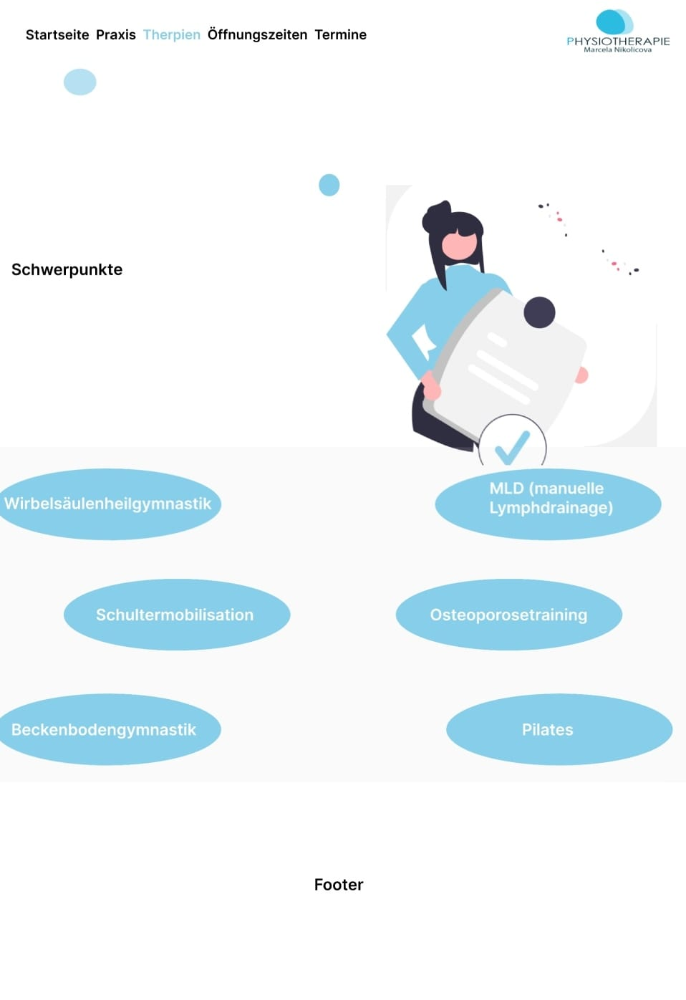 Startseite Praxis Therpien Öffnungszeiten Termine
PHYSIOTHERAPIE
Marcela Nikolicova
Schwerpunkte
Wirbelsäulenheilgymnastik
MLD (manuelle
Lymphdrainage)
Schultermobilisation
Osteoporosetraining
Beckenbodengymnastik
Pilates
Footer